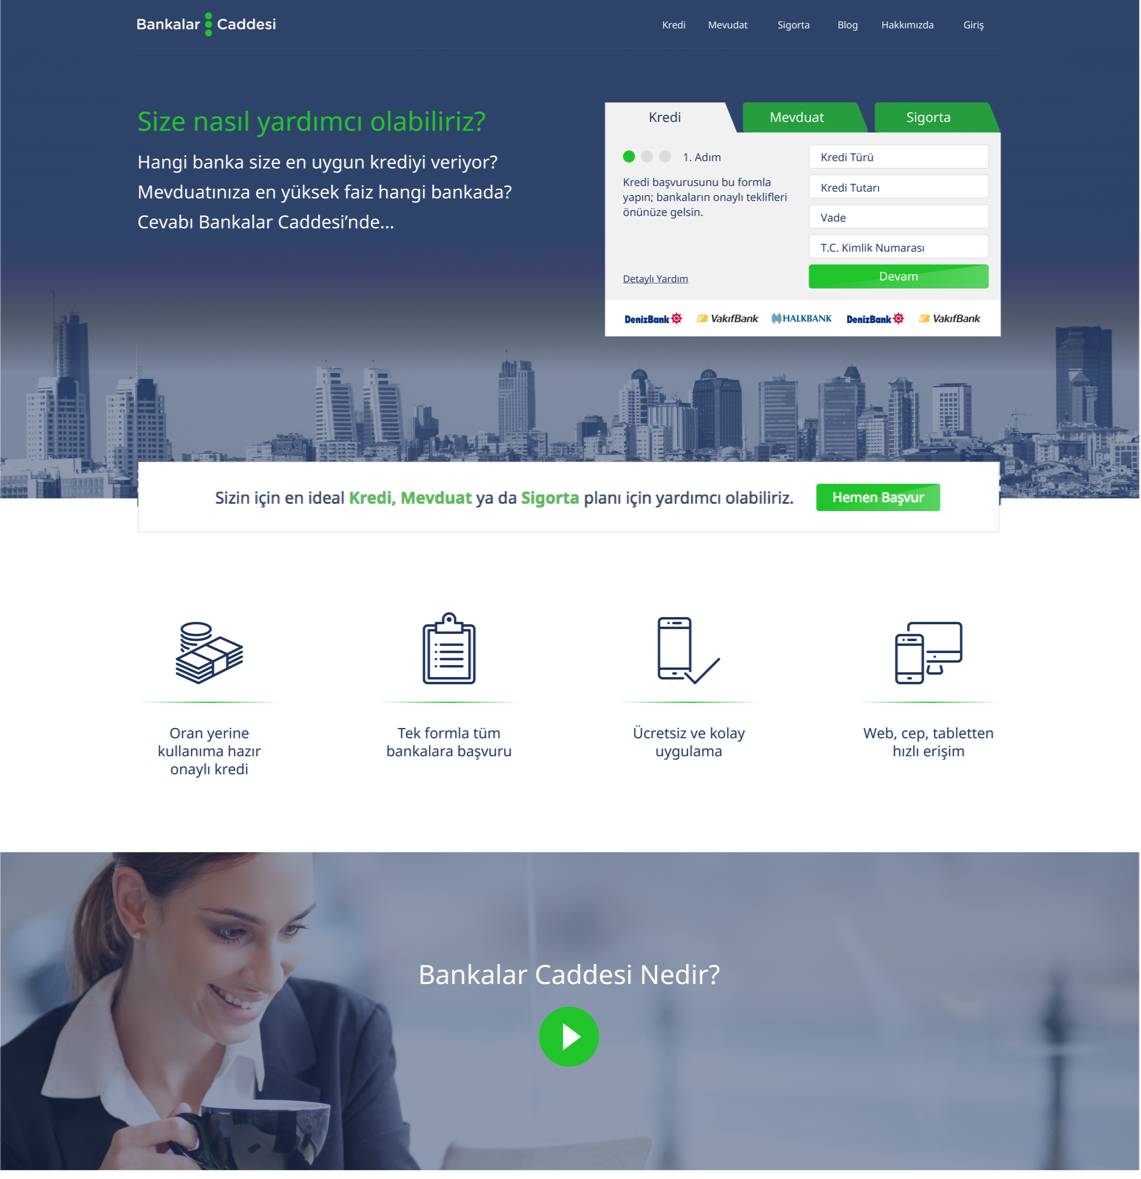 Bankalar Caddesi
Kredi Mevudat Sigorta Blog Hakkımızda Giriş
Size nasıl yardımcı olabiliriz?
Hangi banka size en uygun krediyi veriyor?
Mevduatınıza en yüksek faiz hangi bankada?
Cevabı Bankalar Caddesi’nde...
Kredi Mevduat Sigorta
1. Adım
Kredi başvurusunu bu formla
yapın; bankaların onaylı teklifleri
önünüze gelsin.
Detaylı Yardım
Kredi Türü
Kredi Tutarı
Vade
T.C. Kimlik Numarası
Devam
DenizBank VakıfBank HALKBANK DenizBank VakıfBank
Sizin için en ideal Kredi, Mevduat ya da Sigorta planı için yardımcı olabiliriz.
Hemen Başvur
Oran yerine
kullanıma hazır
onaylı kredi
Tek formla tüm
bankalara başvuru
Ücretsiz ve kolay
uygulama
Web, cep, tabletten
hızlı erişim
Bankalar Caddesi Nedir?